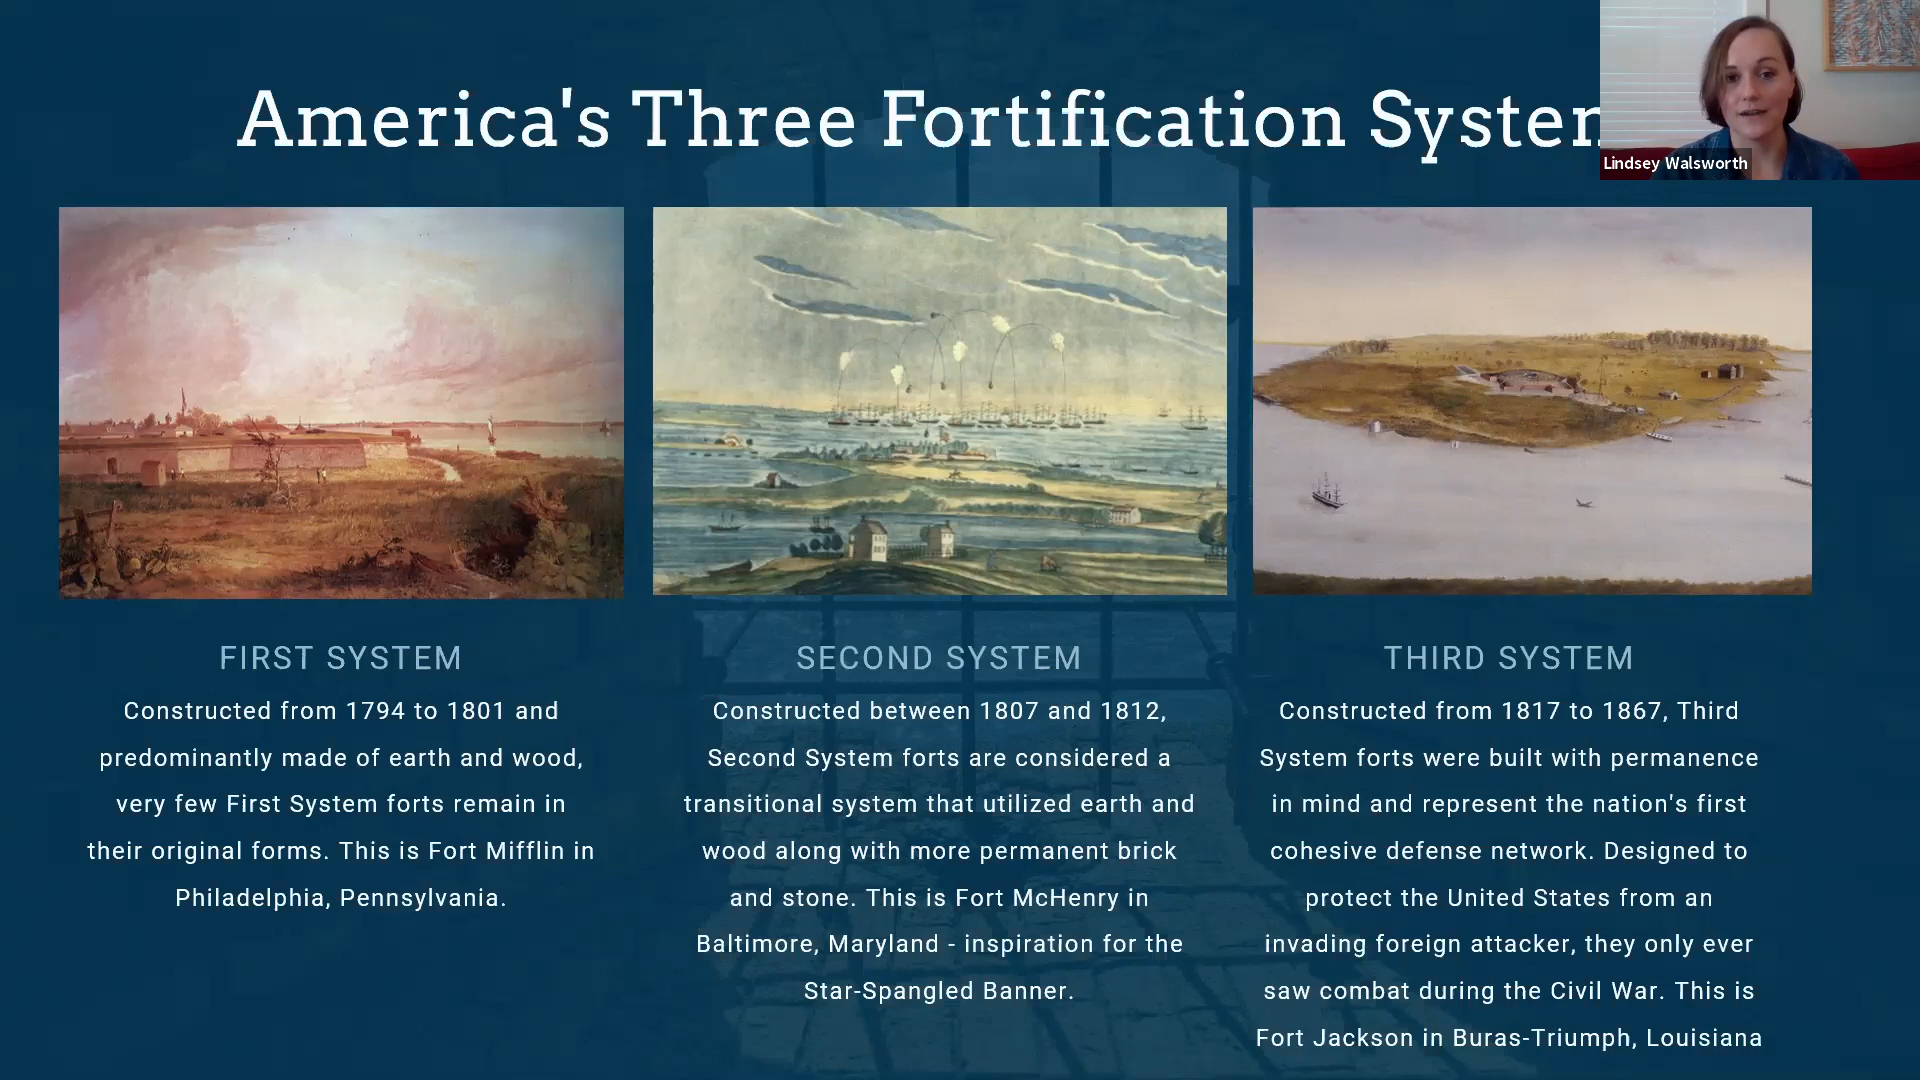 America's Three Fortification System
Lindsey Walsworth
FIRST SYSTEM
Constructed from 1794 to 1801 and
predominantly made of earth and wood,
very few First System forts remain in
their original forms. This is Fort Mifflin in
Philadelphia, Pennsylvania.
SECOND SYSTEM
Constructed between 1807 and 1812,
Second System forts are considered a
transitional system that utilized earth and
wood along with more permanent brick
and stone. This is Fort McHenry in
Baltimore, Maryland - inspiration for the
Star-Spangled Banner.
THIRD SYSTEM
Constructed from 1817 to 1867, Third
System forts were built with permanence
in mind and represent the nation's first
cohesive defense network. Designed to
protect the United States from an
invading foreign attacker, they only ever
saw combat during the Civil War. This is
Fort Jackson in Buras-Triumph, Louisiana